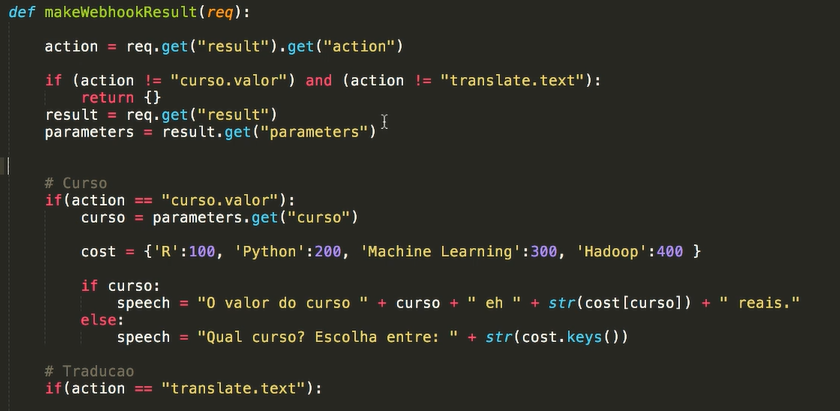 def makeWebhookResult(req):
action = req.get("result").get("action")
if (action != "curso.valor") and (action != "translate.text"):
return {}
result = req.get("result")
parameters = result.get("parameters")
# Curso
if(action == "curso.valor"):
curso = parameters.get("curso")
cost = {'R':100, 'Python':200, 'Machine Learning':300, 'Hadoop':400 }
if curso:
speech = "O valor do curso " + curso + " eh " + str(cost[curso]) + " reais."
else:
speech = "Qual curso? Escolha entre: " + str(cost.keys())
# Traducao
if(action == "translate.text"):